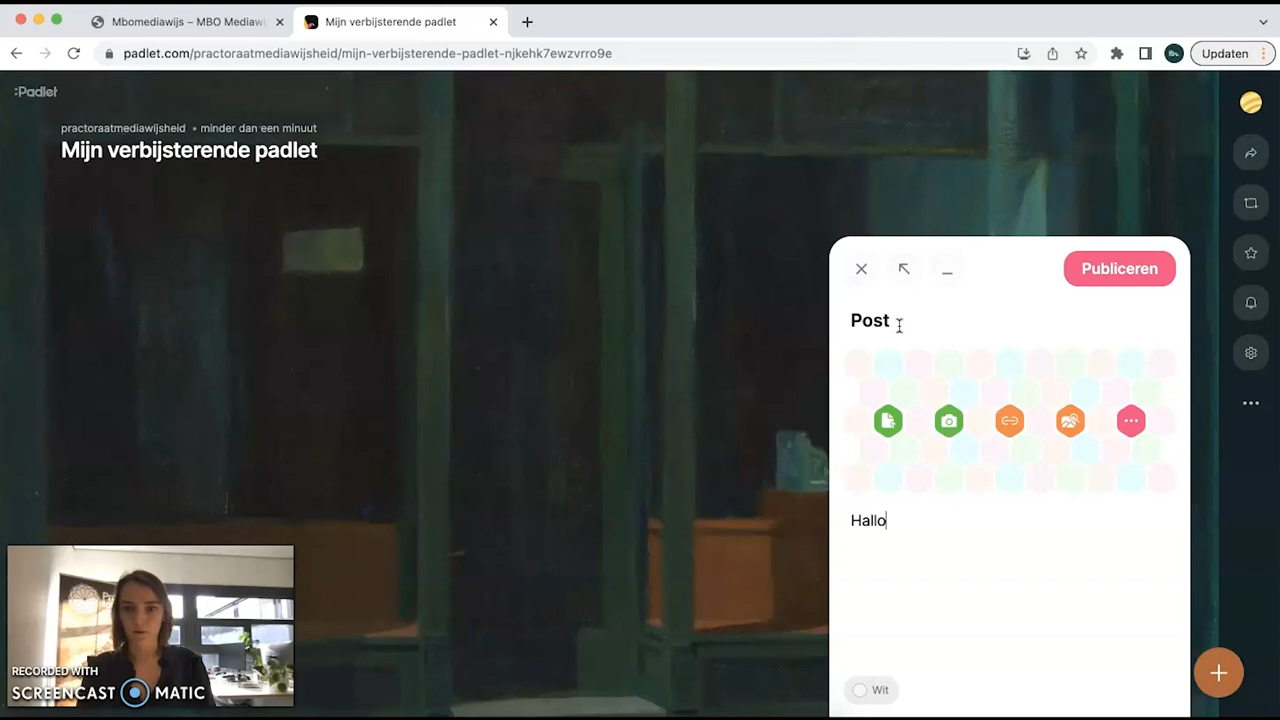 Mbomediawijs – MBO Mediawi
Mijn verbijsterende padlet
padlet.com/practoraatmediawijsheid/mijn-verbijsterende-padlet-njkehk7ewzvrro9e
Updaten
:Padlet
practoraatmediawijsheid • minder dan een minuut
Mijn verbijsterende padlet
Publiceren
Post
Hallo
Wit
RECORDED WITH
SCREENCAST MATIC